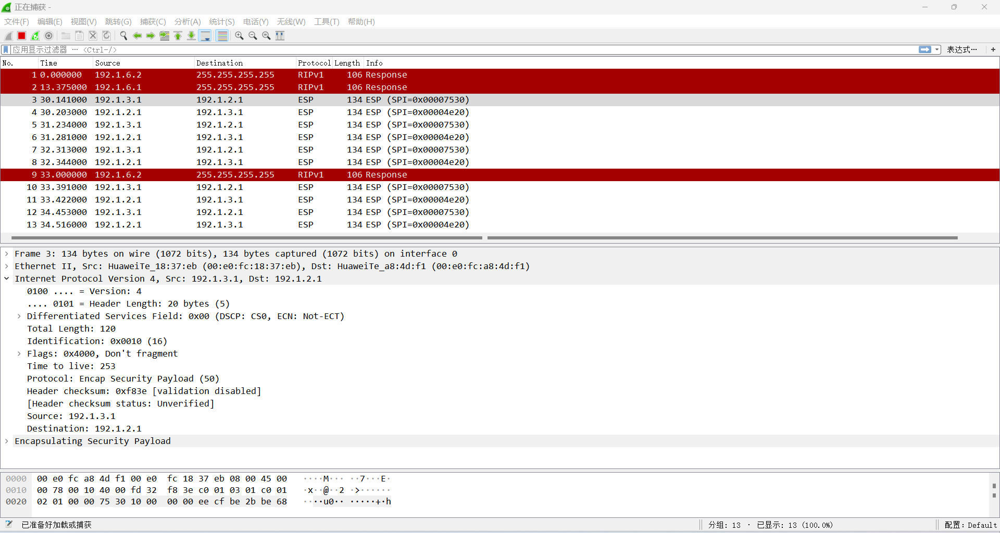 正在捕获 -
文件(F) 编辑(E) 视图(V) 跳转(G) 捕获(C) 分析(A) 统计(S) 电话(Y) 无线(W) 工具(T) 帮助(H)
应用显示过滤器 … <Ctrl-/> 表达式… +
No. Time Source Destination Protocol Length Info
1 0.000000 192.1.6.2 255.255.255.255 RIPv1 106 Response
2 13.375000 192.1.6.1 255.255.255.255 RIPv1 106 Response
3 30.141000 192.1.3.1 192.1.2.1 ESP 134 ESP (SPI=0x00007530)
4 30.203000 192.1.2.1 192.1.3.1 ESP 134 ESP (SPI=0x00004e20)
5 31.234000 192.1.3.1 192.1.2.1 ESP 134 ESP (SPI=0x00007530)
6 31.281000 192.1.2.1 192.1.3.1 ESP 134 ESP (SPI=0x00004e20)
7 32.313000 192.1.3.1 192.1.2.1 ESP 134 ESP (SPI=0x00007530)
8 32.344000 192.1.2.1 192.1.3.1 ESP 134 ESP (SPI=0x00004e20)
9 33.000000 192.1.6.2 255.255.255.255 RIPv1 106 Response
10 33.391000 192.1.3.1 192.1.2.1 ESP 134 ESP (SPI=0x00007530)
11 33.422000 192.1.2.1 192.1.3.1 ESP 134 ESP (SPI=0x00004e20)
12 34.453000 192.1.3.1 192.1.2.1 ESP 134 ESP (SPI=0x00007530)
13 34.516000 192.1.2.1 192.1.3.1 ESP 134 ESP (SPI=0x00004e20)
Frame 3: 134 bytes on wire (1072 bits), 134 bytes captured (1072 bits) on interface 0
Ethernet II, Src: HuaweiTe_18:37:eb (00:e0:fc:18:37:eb), Dst: HuaweiTe_a8:4d:f1 (00:e0:fc:a8:4d:f1)
Internet Protocol Version 4, Src: 192.1.3.1, Dst: 192.1.2.1
0100 .... = Version: 4
.... 0101 = Header Length: 20 bytes (5)
Differentiated Services Field: 0x00 (DSCP: CS0, ECN: Not-ECT)
Total Length: 120
Identification: 0x0010 (16)
Flags: 0x4000, Don't fragment
Time to live: 253
Protocol: Encap Security Payload (50)
Header checksum: 0xf83e [validation disabled]
[Header checksum status: Unverified]
Source: 192.1.3.1
Destination: 192.1.2.1
Encapsulating Security Payload
0000 00 e0 fc a8 4d f1 00 e0 fc 18 37 eb 08 00 45 00 ····M··· ··7···E·
0010 00 78 00 10 40 00 fd 32 f8 3e c0 01 03 01 c0 01 ·x··@··2 ·>······
0020 02 01 00 00 75 30 10 00 00 00 ee cf be 2b be 68 ····u0·· ·····+·h
已准备好加载或捕获 分组: 13 · 已显示: 13 (100.0%) 配置: Default